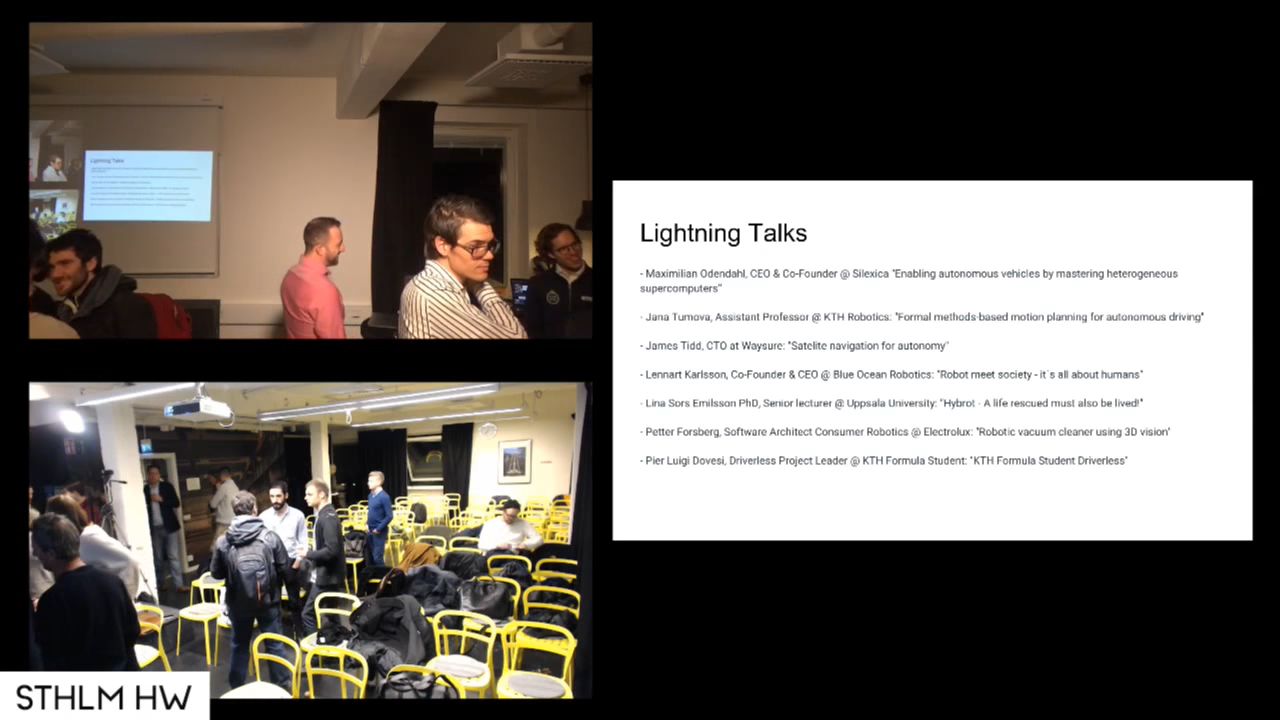 Lightning Talks
Lightning Talks
- Maximilian Odendahl, CEO & Co-Founder @ Silexica "Enabling autonomous vehicles by mastering heterogeneous
supercomputers"
- Jana Tumova, Assistant Professor @ KTH Robotics: "Formal methods-based motion planning for autonomous driving"
- James Tidd, CTO at Waysure: "Satelite navigation for autonomy"
- Lennart Karlsson, Co-Founder & CEO @ Blue Ocean Robotics: "Robot meet society - it´s all about humans"
- Lina Sors Emilsson PhD, Senior lecturer @ Uppsala University: "Hybrot - A life rescued must also be lived!"
- Petter Forsberg, Software Architect Consumer Robotics @ Electrolux: "Robotic vacuum cleaner using 3D vision"
- Pier Luigi Dovesi, Driverless Project Leader @ KTH Formula Student: "KTH Formula Student Driverless"
STHLM HW